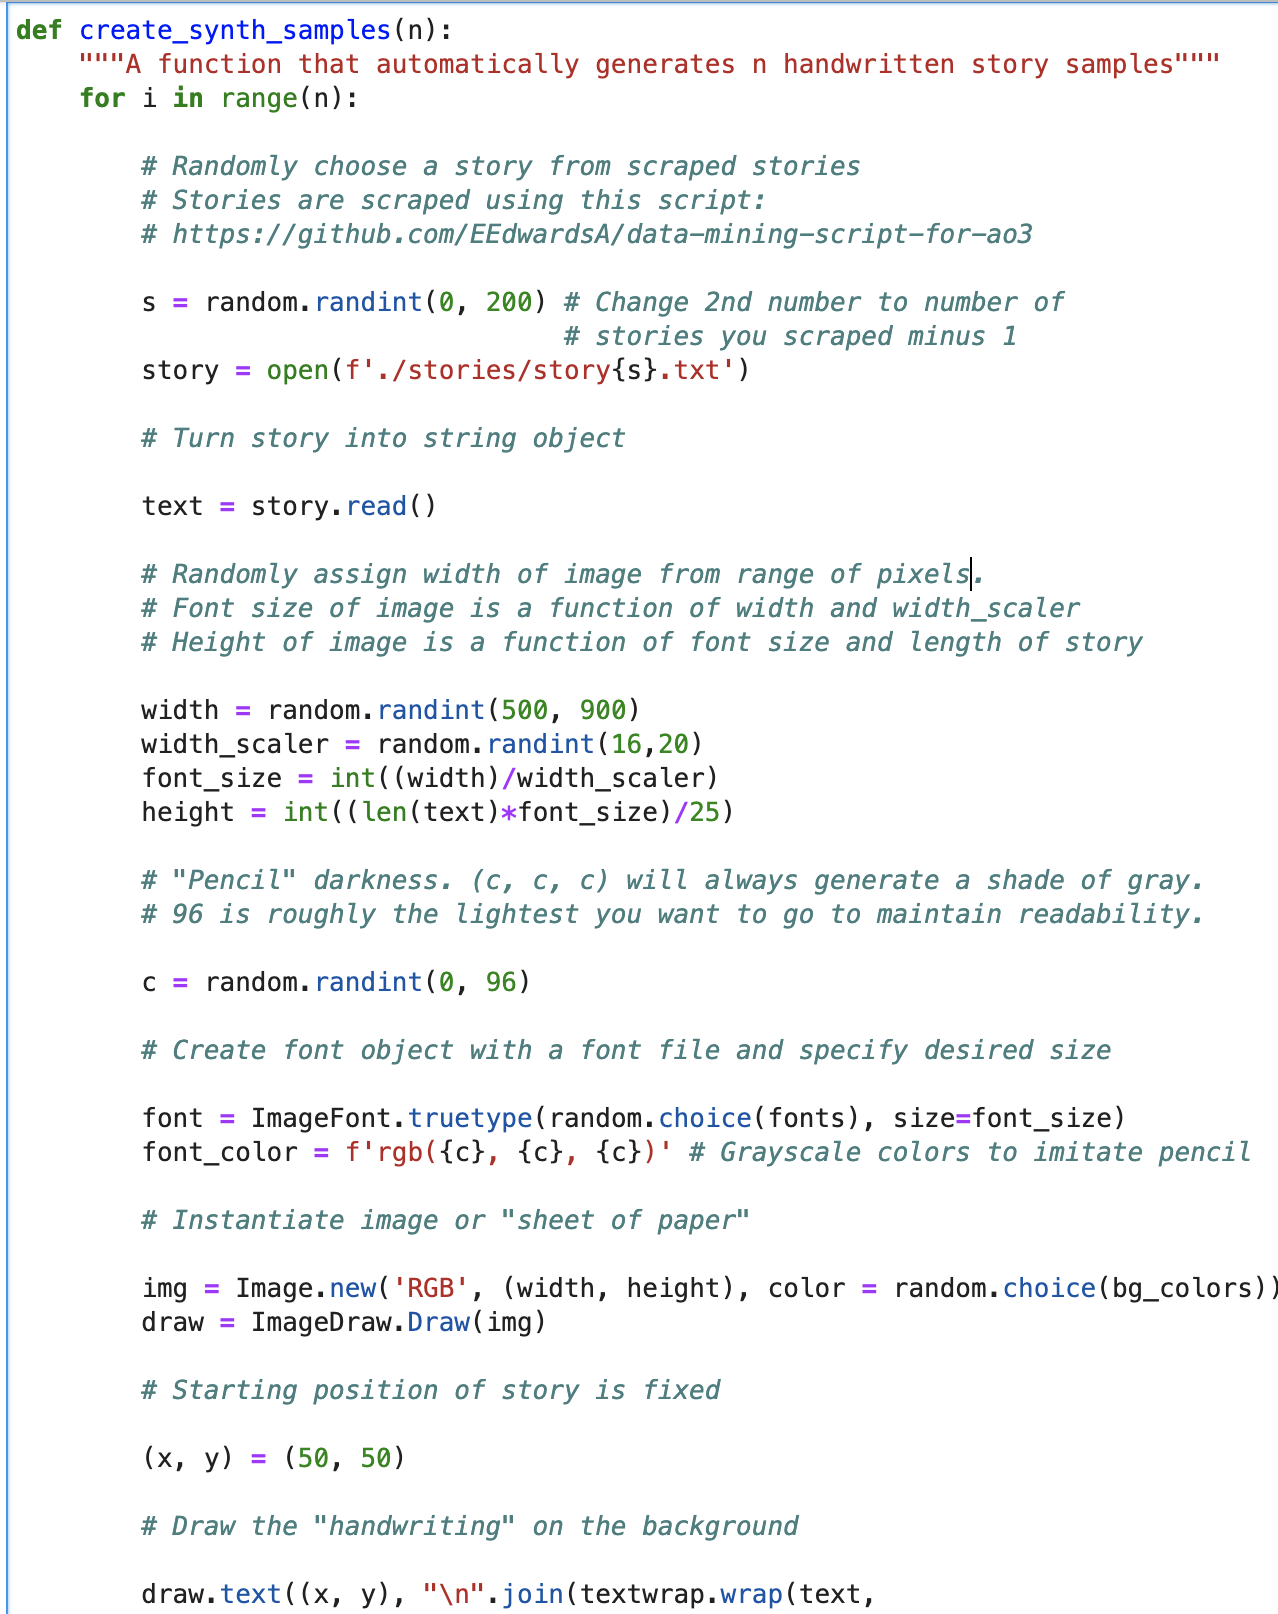 def create_synth_samples(n):
    """A function that automatically generates n handwritten story samples"""
    for i in range(n):
        # Randomly choose a story from scraped stories
        # Stories are scraped using this script:
        # https://github.com/EEdwardsA/data-mining-script-for-ao3
        s = random.randint(0, 200) # Change 2nd number to number of
                                   # stories you scraped minus 1
        story = open(f'./stories/story{s}.txt')
        # Turn story into string object
        text = story.read()
        # Randomly assign width of image from range of pixels.
        # Font size of image is a function of width and width_scaler
        # Height of image is a function of font size and length of story
        width = random.randint(500, 900)
        width_scaler = random.randint(16,20)
        font_size = int((width)/width_scaler)
        height = int((len(text)*font_size)/25)
        # "Pencil" darkness. (c, c, c) will always generate a shade of gray.
        # 96 is roughly the lightest you want to go to maintain readability.
        c = random.randint(0, 96)
        # Create font object with a font file and specify desired size
        font = ImageFont.truetype(random.choice(fonts), size=font_size)
        font_color = f'rgb({c}, {c}, {c})' # Grayscale colors to imitate pencil
        # Instantiate image or "sheet of paper"
        img = Image.new('RGB', (width, height), color = random.choice(bg_colors))
        draw = ImageDraw.Draw(img)
        # Starting position of story is fixed
        (x, y) = (50, 50)
        # Draw the "handwriting" on the background
        draw.text((x, y), "\n".join(textwrap.wrap(text,